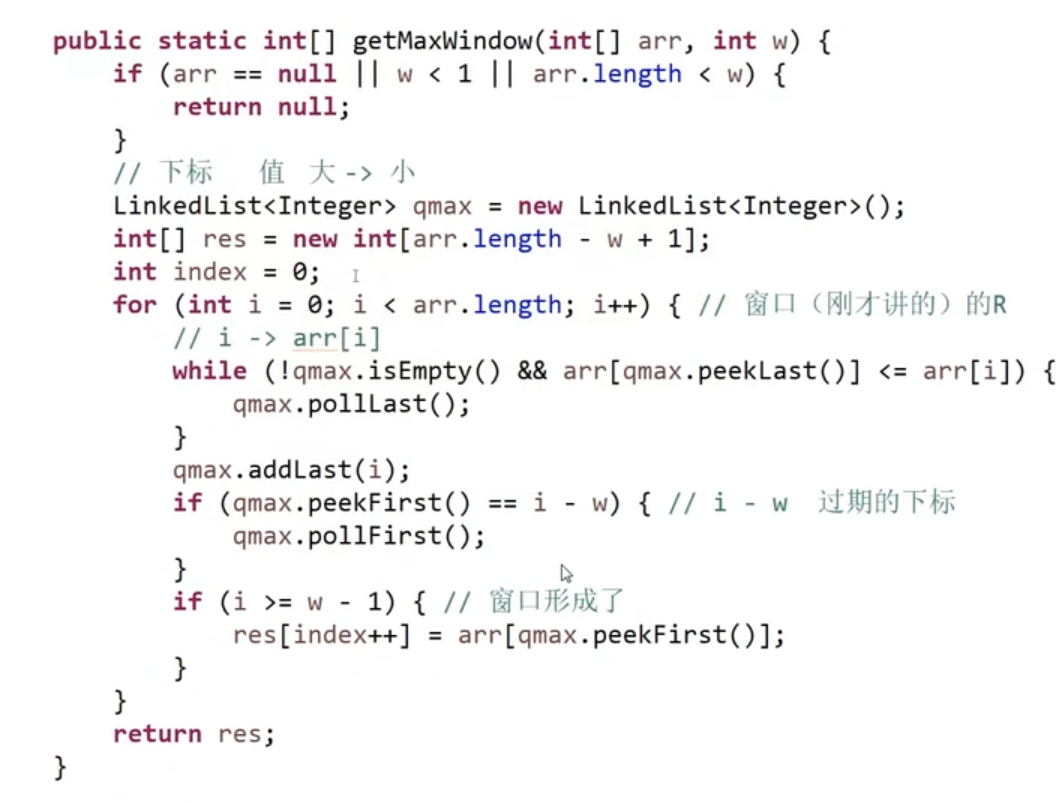 public static int[] getMaxWindow(int[] arr, int w) {
if (arr == null || w < 1 || arr.length < w) {
return null;
}
// 下标 值 大 -> 小
LinkedList<Integer> qmax = new LinkedList<Integer>();
int[] res = new int[arr.length - w + 1];
int index = 0;
for (int i = 0; i < arr.length; i++) { // 窗口（刚才讲的）的R
// i -> arr[i]
while (!qmax.isEmpty() && arr[qmax.peekLast()] <= arr[i]) {
qmax.pollLast();
}
qmax.addLast(i);
if (qmax.peekFirst() == i - w) { // i - w 过期的下标
qmax.pollFirst();
}
if (i >= w - 1) { // 窗口形成了
res[index++] = arr[qmax.peekFirst()];
}
}
return res;
}